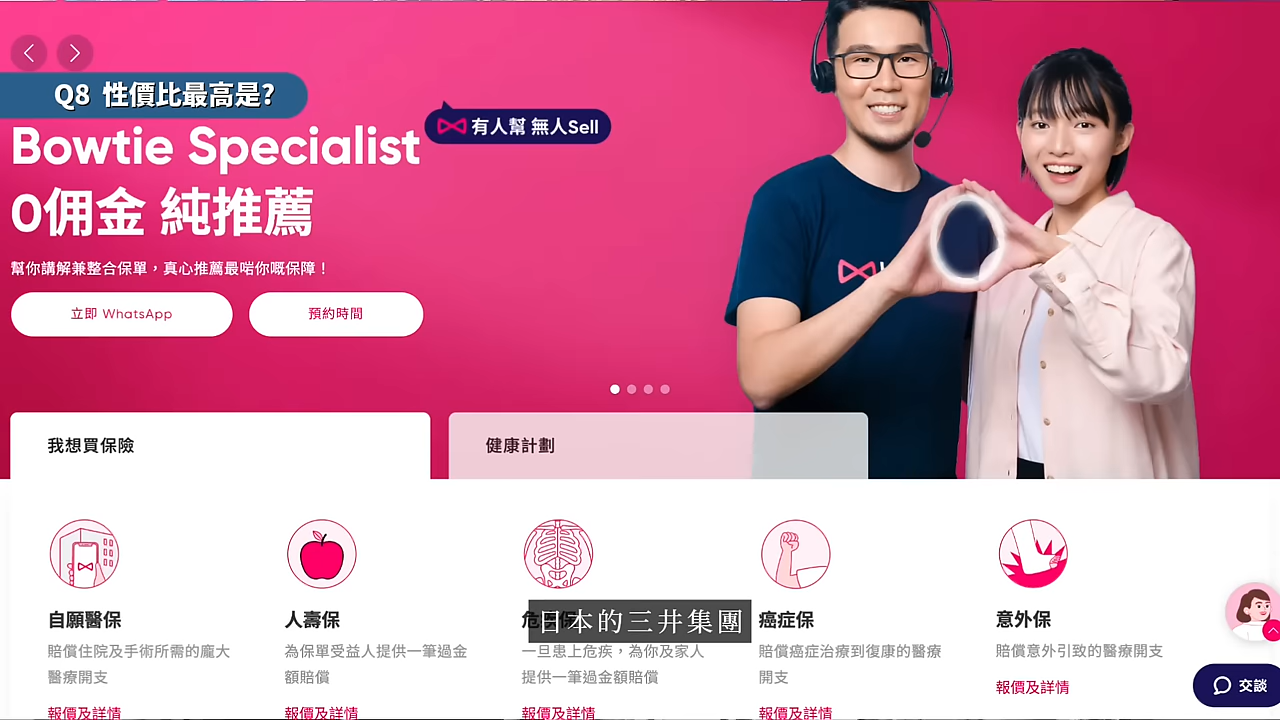 Q8 性價比最高是?
Bowtie Specialist
有人幫 無人Sell
0佣金 純推薦
幫你講解兼整合保單，真心推薦最啱你嘅保障！
立即 WhatsApp
預約時間
我想買保險
健康計劃
自願醫保
賠償住院及手術所需的龐大
醫療開支
報價及詳情
人壽保
為保單受益人提供一筆過金
額賠償
報價及詳情
日本的三井集團
一旦患上危疾，為你及家人
提供一筆過金額賠償
報價及詳情
癌症保
賠償癌症治療到復康的醫療
開支
報價及詳情
意外保
賠償意外引致的醫療開支
報價及詳情
交談